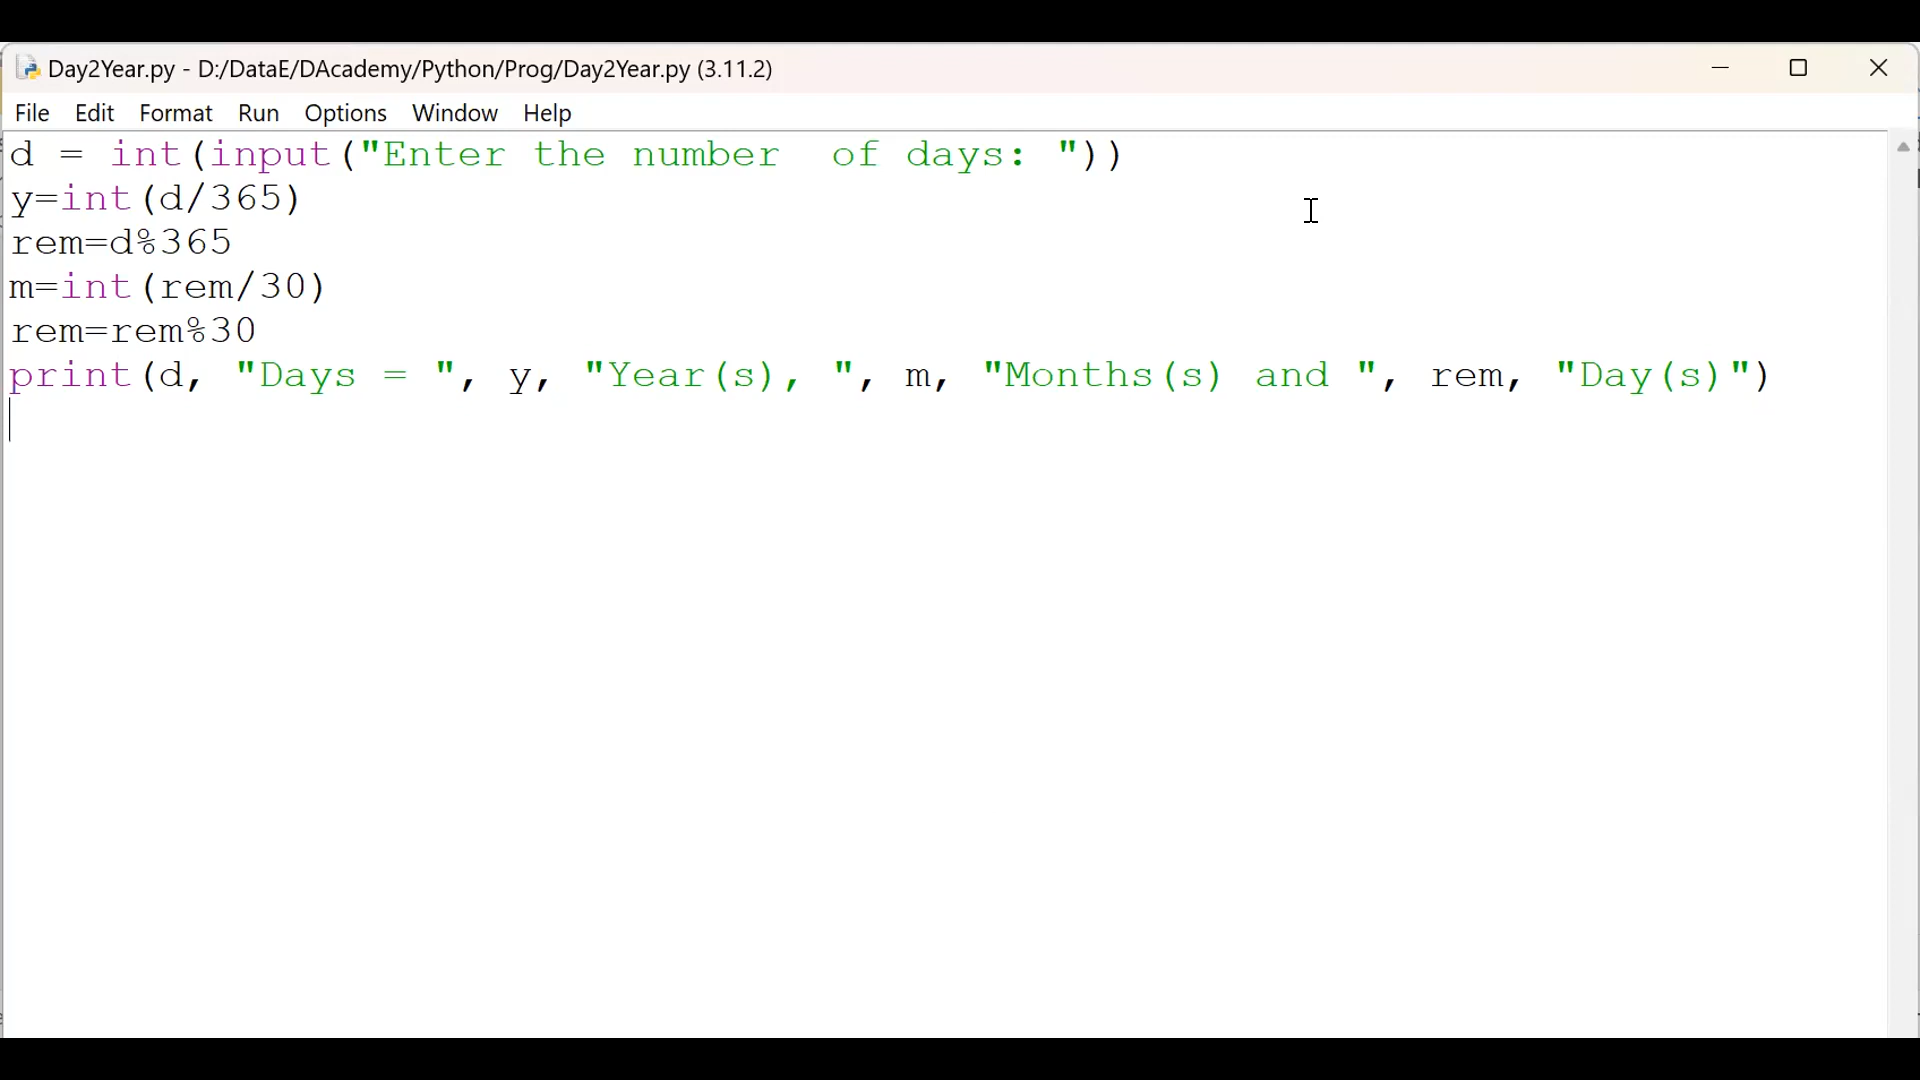 Day2Year.py - D:/DataE/DAcademy/Python/Prog/Day2Year.py (3.11.2)
File Edit Format Run Options Window Help
d = int(input("Enter the number  of days: "))
y=int(d/365)
rem=d%365
m=int(rem/30)
rem=rem%30
print(d, "Days = ", y, "Year(s), ", m, "Months(s) and ", rem, "Day(s)")